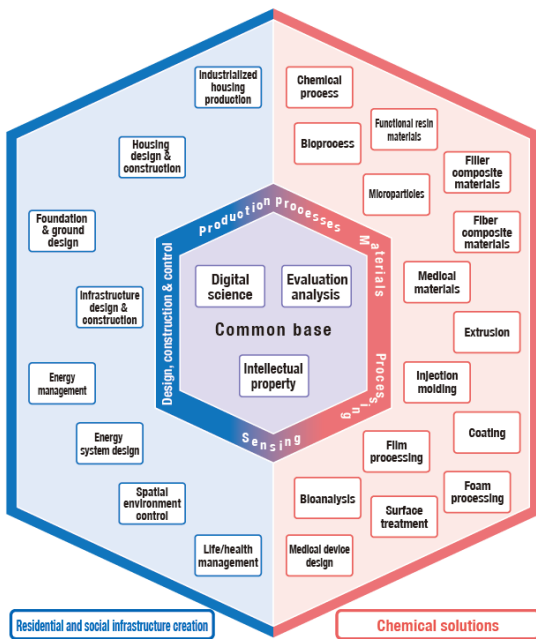 Industrialized
housing
production
Chemical
process
Functional resin
materials
Bioprocess
Housing
design &
construction
Filler
composite
materials
Microparticles
Foundation
& ground
design
Fiber
composite
materials
Production processes
Materials
Design, construction & control
Digital
science
Evaluation
analysis
Medical
materials
Infrastructure
design &
construction
Common base
Extrusion
Intellectual
property
Processing
Sensing
Energy
management
Injection
molding
Energy
system design
Film
processing
Coating
Spatial
environment
control
Bioanalysis
Surface
treatment
Foam
processing
Life/health
management
Medical device
design
Residential and social infrastructure creation
Chemical solutions